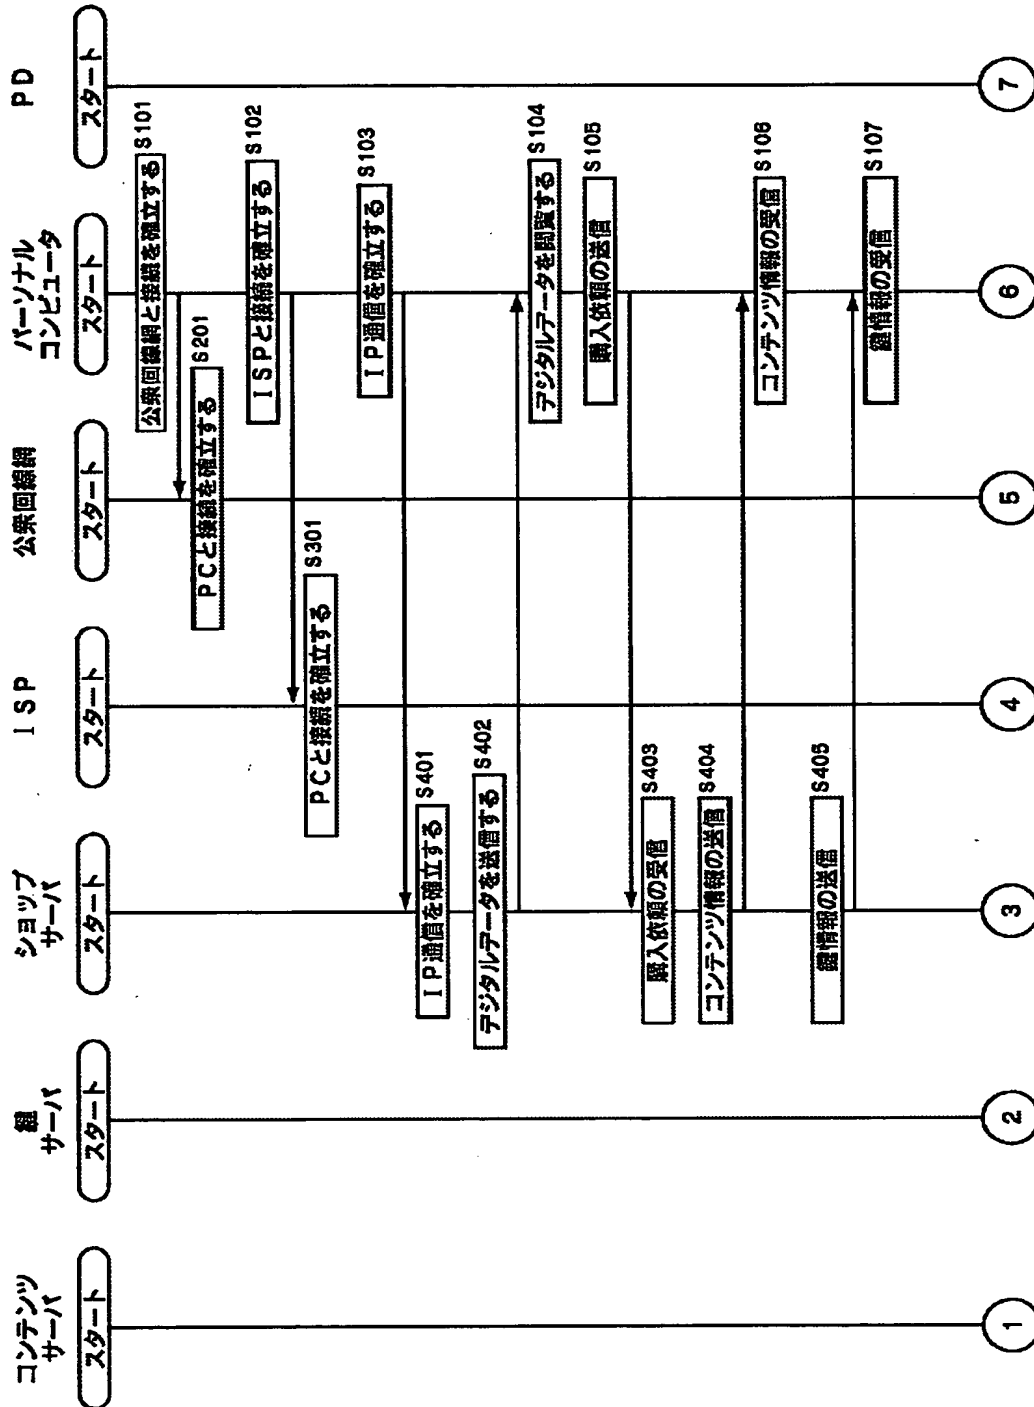 コンテンツ
サーバ
鍵
サーバ
ショップ
サーバ
ISP
公衆回線網
パーソナル
コンピュータ
PD
スタート
スタート
スタート
スタート
スタート
スタート
スタート
公衆回線網と接続を確立する
S101
PCと接続を確立する
S201
ISPと接続を確立する
S102
PCと接続を確立する
S301
IP通信を確立する
S103
IP通信を確立する
S401
デジタルデータを送信する
S402
デジタルデータを閲覧する
S104
購入依頼の送信
S105
購入依頼の受信
S403
コンテンツ情報の送信
S404
コンテンツ情報の受信
S106
鍵情報の送信
S405
鍵情報の受信
S107
1
2
3
4
5
6
7